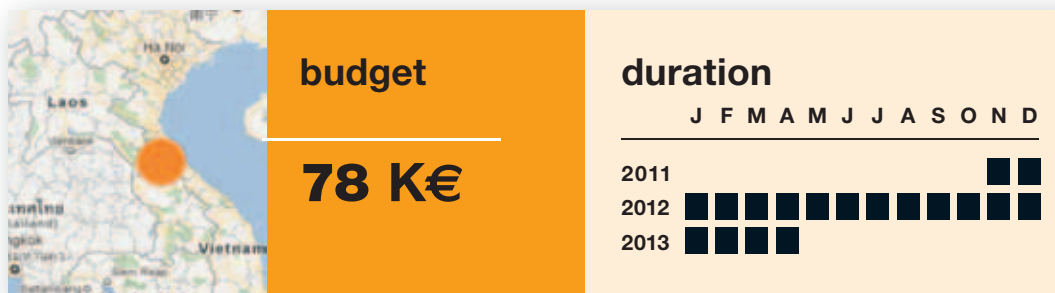 Ha Noi
Laos
Vietnam
budget
78 K€
duration
J F M A M J J A S O N D
2011
2012
2013